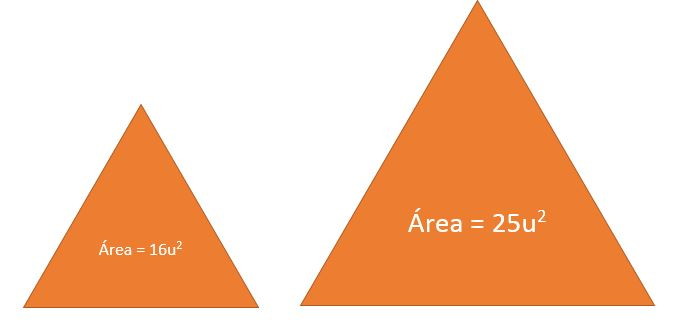 Área = 16u²
Área = 25u²